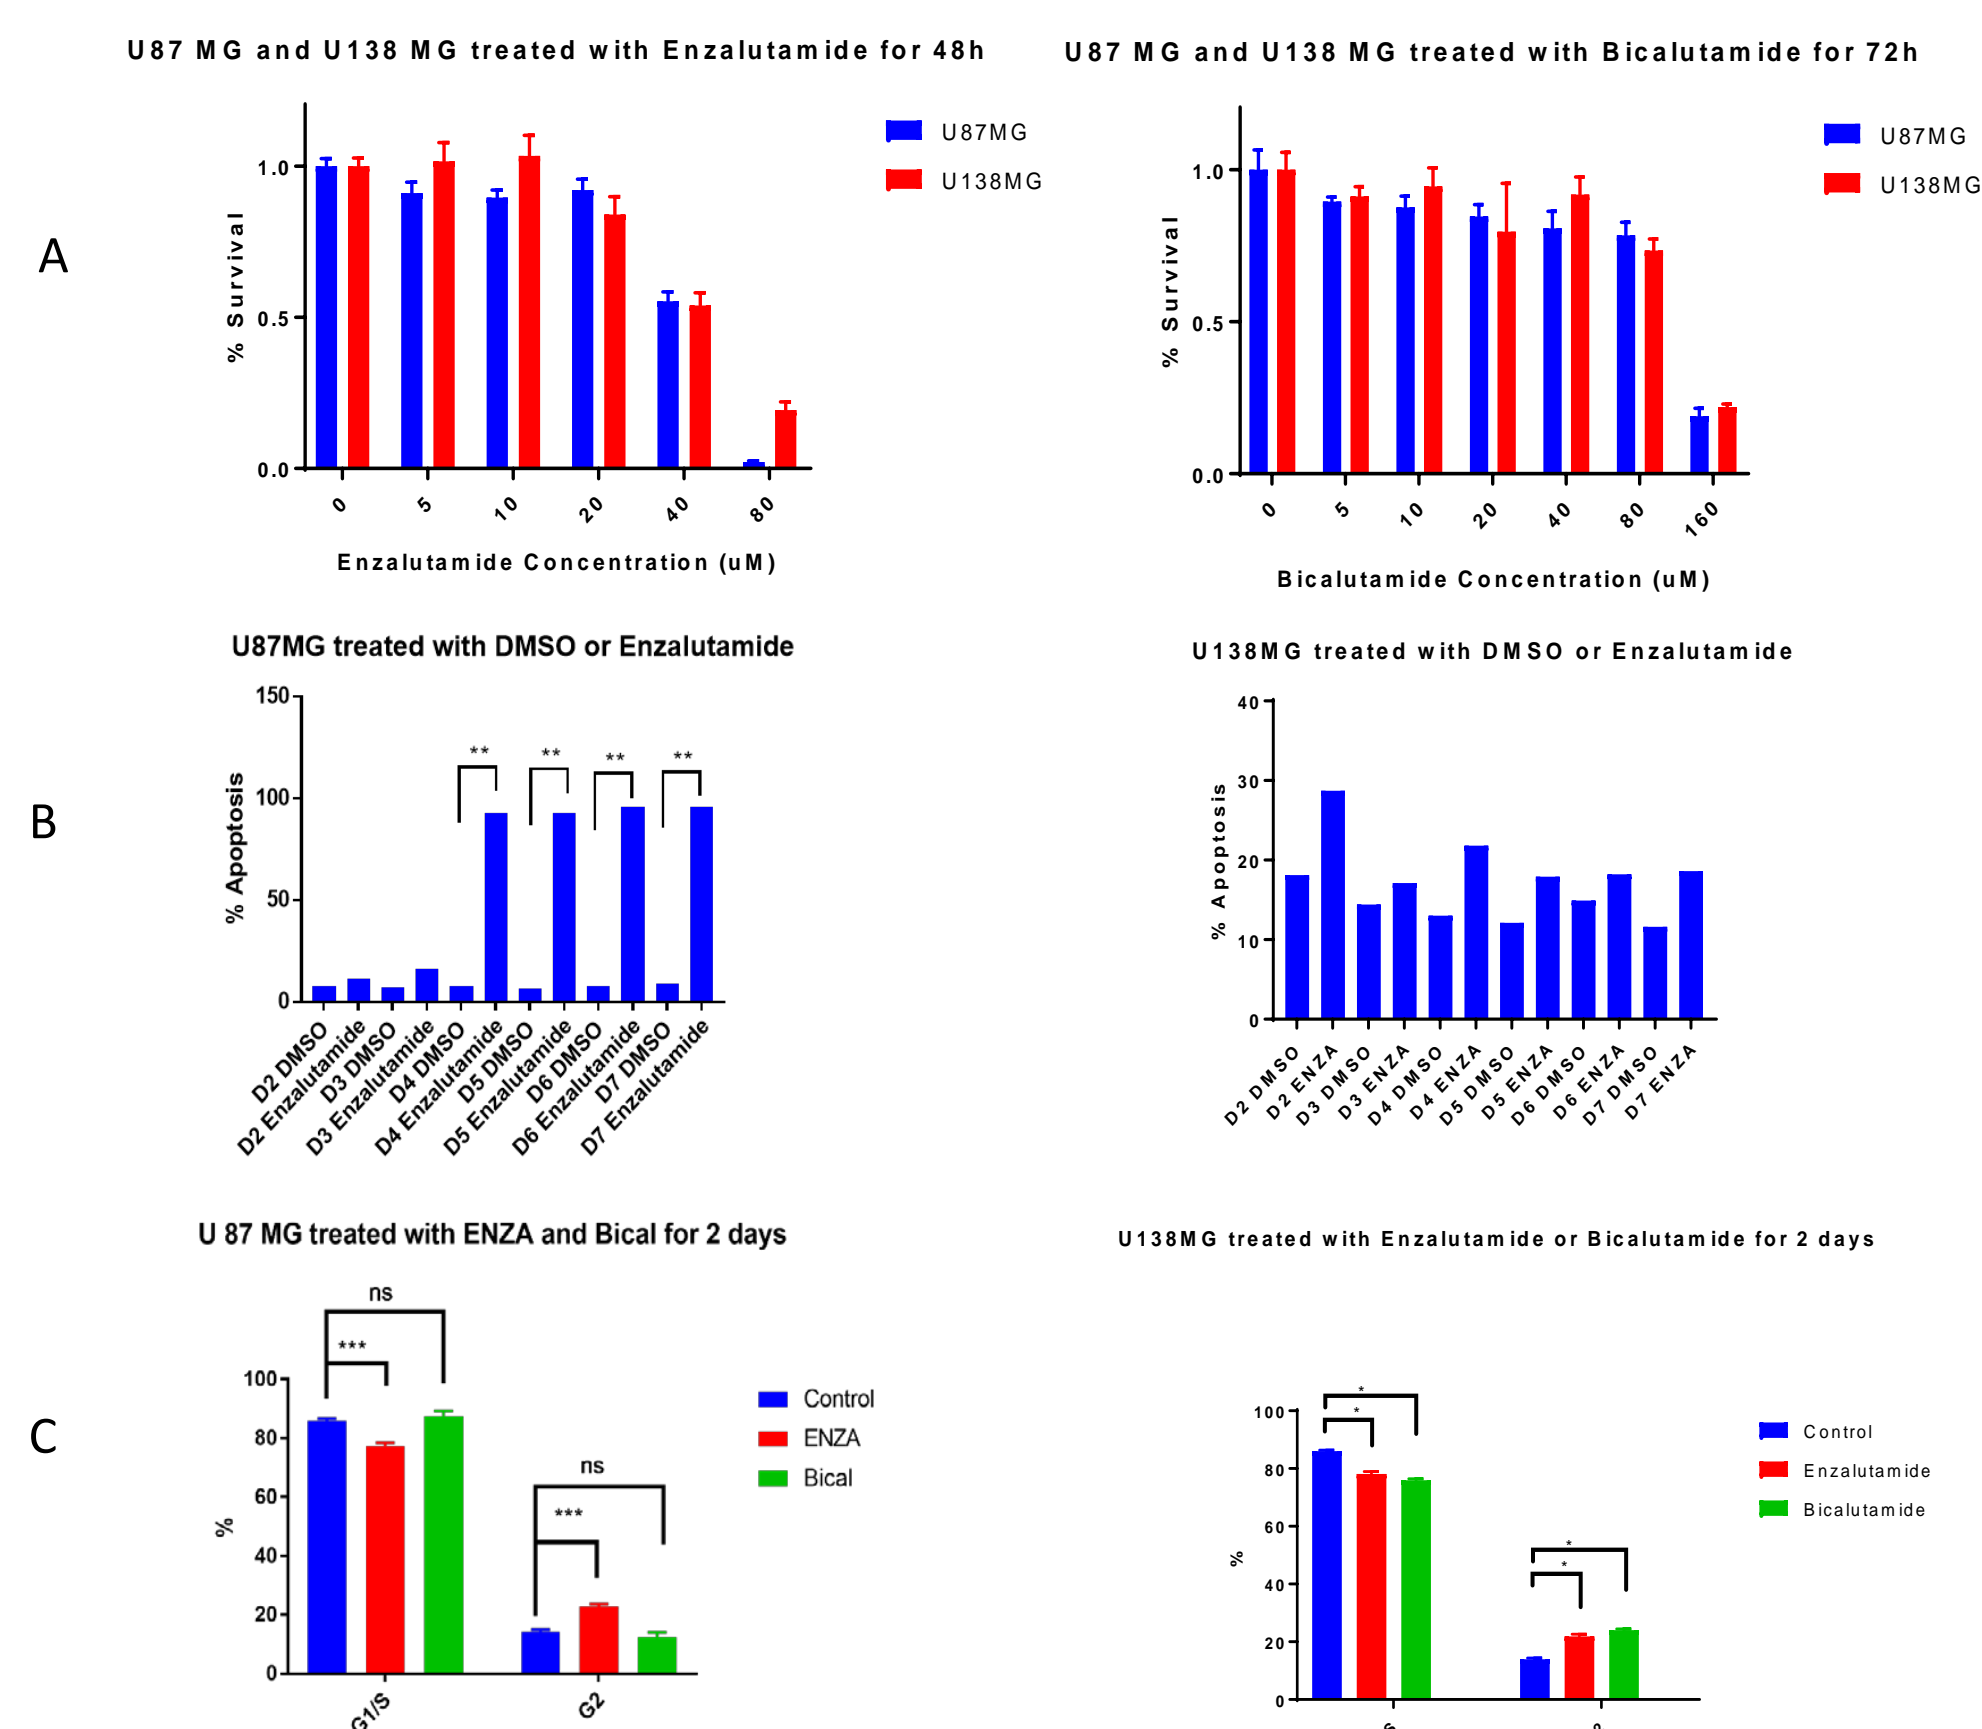 U87 MG and U138 MG treated with Enzalutamide for 48h
U87 MG and U138 MG treated with Bicalutamide for 72h
A
% Survival
1.0
0.5
0.0
0
5
10
20
40
80
Enzalutamide Concentration (uM)
U87MG
U138MG
% Survival
1.0
0.5
0.0
0
5
10
20
40
80
160
Bicalutamide Concentration (uM)
U87MG
U138MG
B
U87MG treated with DMSO or Enzalutamide
% Apoptosis
150
100
50
0
**
**
**
**
D2 DMSO
D2 Enzalutamide
D3 DMSO
D3 Enzalutamide
D4 DMSO
D4 Enzalutamide
D5 DMSO
D5 Enzalutamide
D6 DMSO
D6 Enzalutamide
D7 DMSO
D7 Enzalutamide
U138MG treated with DMSO or Enzalutamide
% Apoptosis
40
30
20
10
0
D2 DMSO
D2 ENZA
D3 DMSO
D3 ENZA
D4 DMSO
D4 ENZA
D5 DMSO
D5 ENZA
D6 DMSO
D6 ENZA
D7 DMSO
D7 ENZA
C
U 87 MG treated with ENZA and Bical for 2 days
%
100
80
60
40
20
0
ns
***
ns
***
G1/S
G2
Control
ENZA
Bical
U138MG treated with Enzalutamide or Bicalutamide for 2 days
%
100
80
60
40
20
0
*
*
*
*
Control
Enzalutamide
Bicalutamide